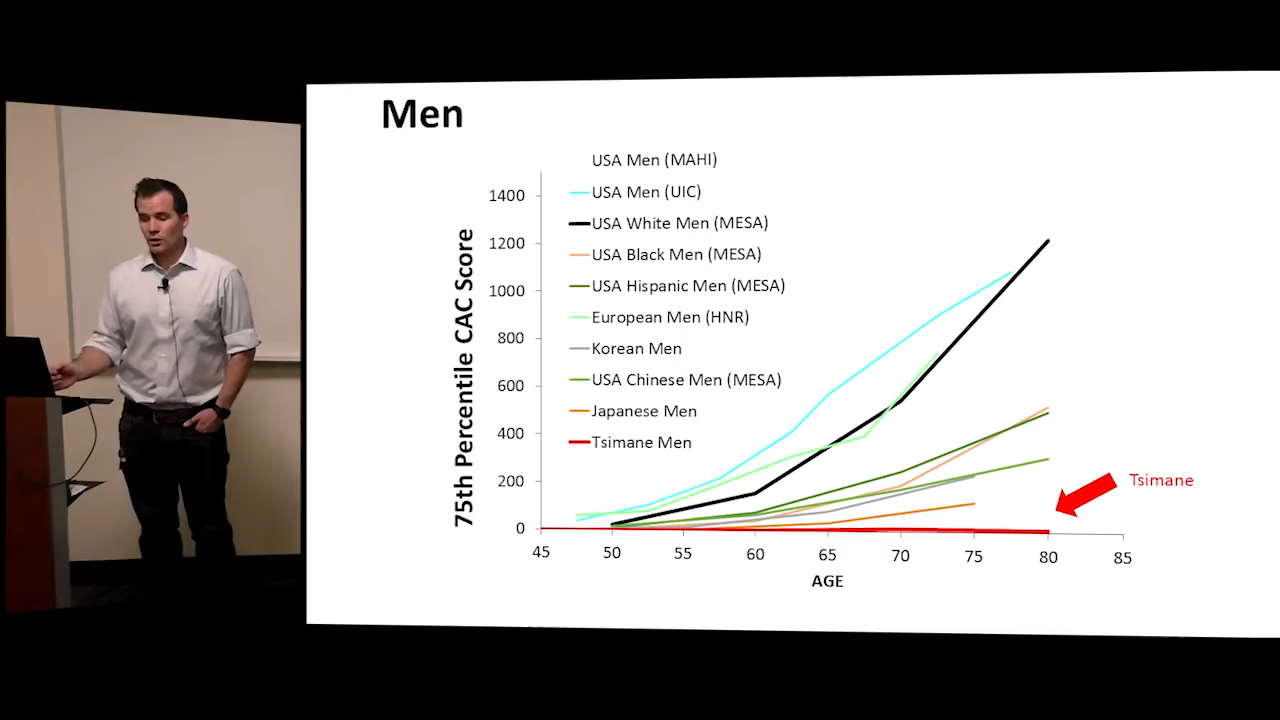 Men
75th Percentile CAC Score
1400
1200
1000
800
600
400
200
0
USA Men (MAHI)
USA Men (UIC)
USA White Men (MESA)
USA Black Men (MESA)
USA Hispanic Men (MESA)
European Men (HNR)
Korean Men
USA Chinese Men (MESA)
Japanese Men
Tsimane Men
Tsimane
45 50 55 60 65 70 75 80 85
AGE